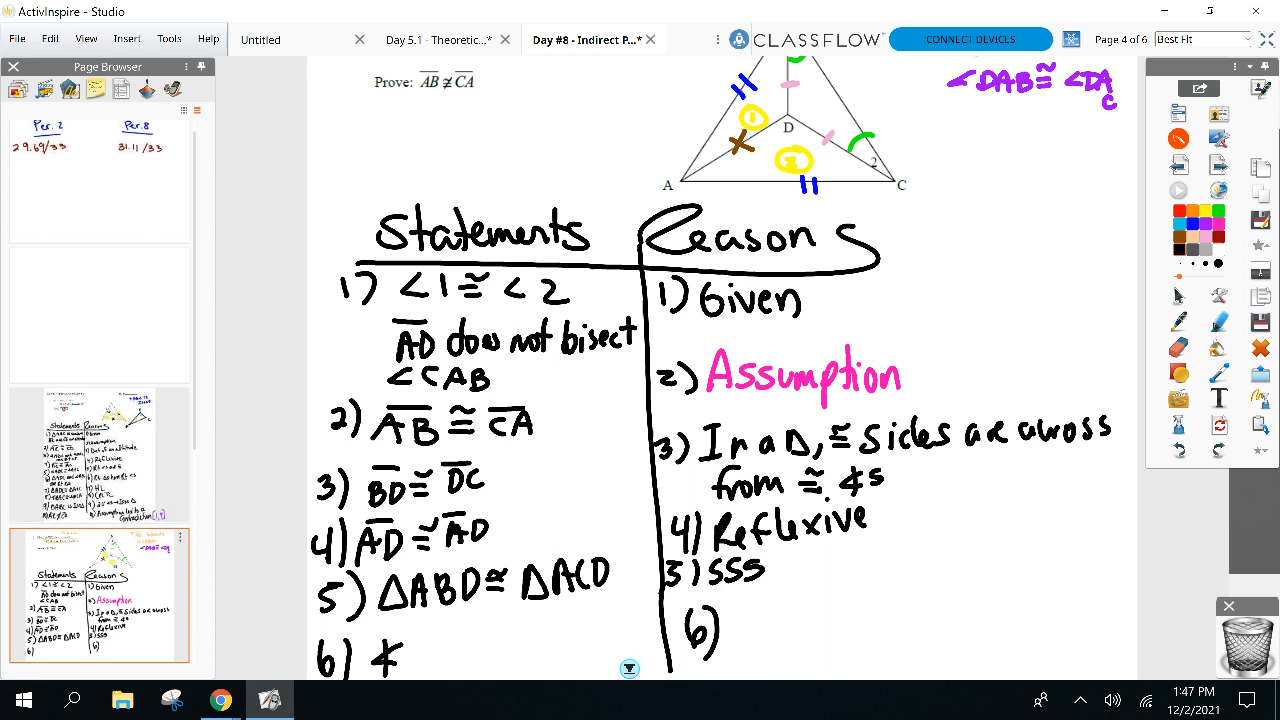 ActivInspire - Studio
File Edit View Insert Tools Help
Untitled
Day 5.1 - Theoretic...*
Day #8 - Indirect P...*
CLASSFLOW
CONNECT DEVICES
Page 4 of 6
Best Fit
Page Browser
Per. 2 Per. 8
29.69/33 31.11/33
Prove: AB ≇ CA
∠DAB ≅ ∠DA
C
D
1
2
2
A
C
Statements Reasons
1) ∠1 ≅ ∠2
1) Given
AD does not bisect
∠CAB
2) Assumption
2) AB ≅ CA
3) In a Δ, ≅ sides are across
from ≅ ∡s
3) BD ≅ DC
4) AD ≅ AD
4) Reflexive
5) ΔABD ≅ ΔACD
5) SSS
6) ∡
6)
1:47 PM
12/2/2021